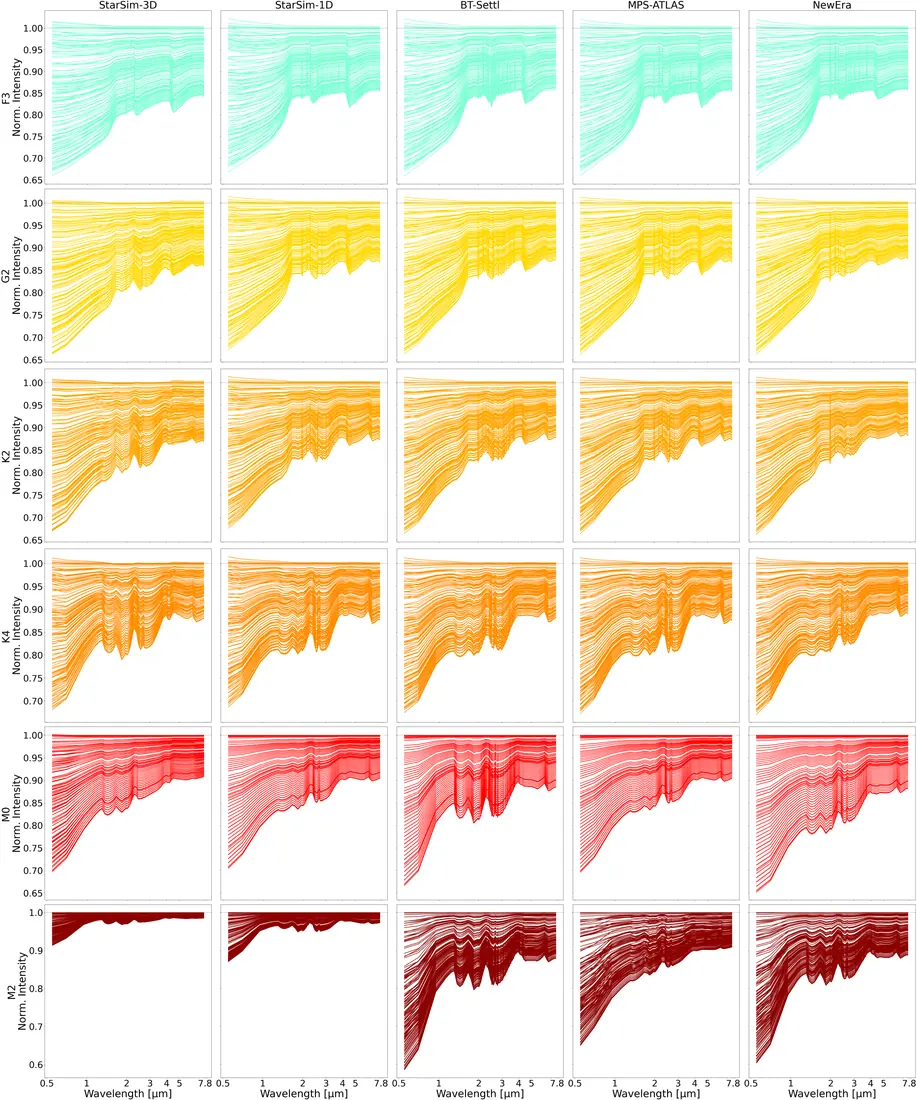 StarSim-3D StarSim-1D BT-Settl MPS-ATLAS NewEra
F3
Norm. Intensity
1.00
0.95
0.90
0.85
0.80
0.75
0.70
0.65
G2
Norm. Intensity
1.00
0.95
0.90
0.85
0.80
0.75
0.70
0.65
K2
Norm. Intensity
1.00
0.95
0.90
0.85
0.80
0.75
0.70
0.65
K4
Norm. Intensity
1.00
0.95
0.90
0.85
0.80
0.75
0.70
M0
Norm. Intensity
1.00
0.95
0.90
0.85
0.80
0.75
0.70
0.65
M2
Norm. Intensity
1.0
0.9
0.8
0.7
0.6
0.5 1 2 3 4 5 7.8 0.5 1 2 3 4 5 7.8 0.5 1 2 3 4 5 7.8 0.5 1 2 3 4 5 7.8 0.5 1 2 3 4 5 7.8
Wavelength [μm] Wavelength [μm] Wavelength [μm] Wavelength [μm] Wavelength [μm]